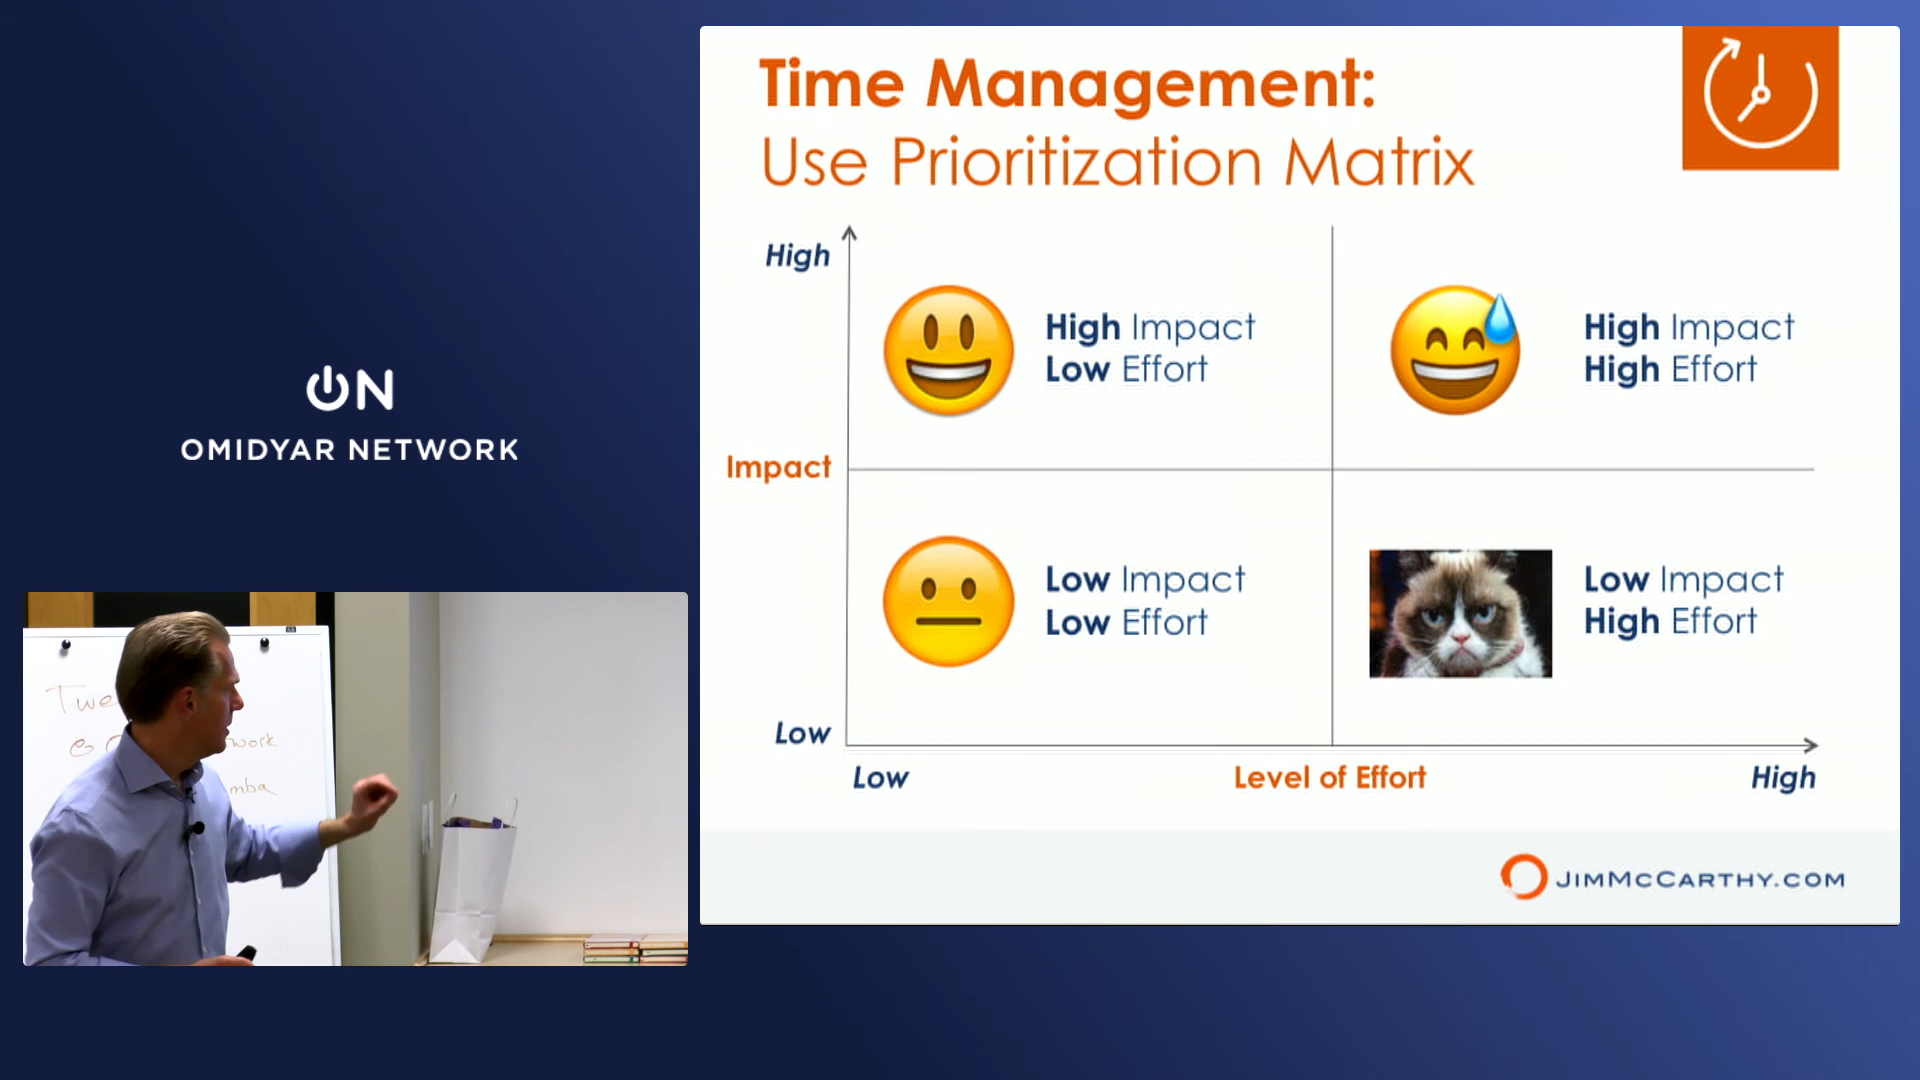 Time Management:
Use Prioritization Matrix
High
High Impact
Low Effort
High Impact
High Effort
Impact
Low Impact
Low Effort
Low Impact
High Effort
Low
Low
Level of Effort
High
JIMMCCARTHY.COM
ON
OMIDYAR NETWORK